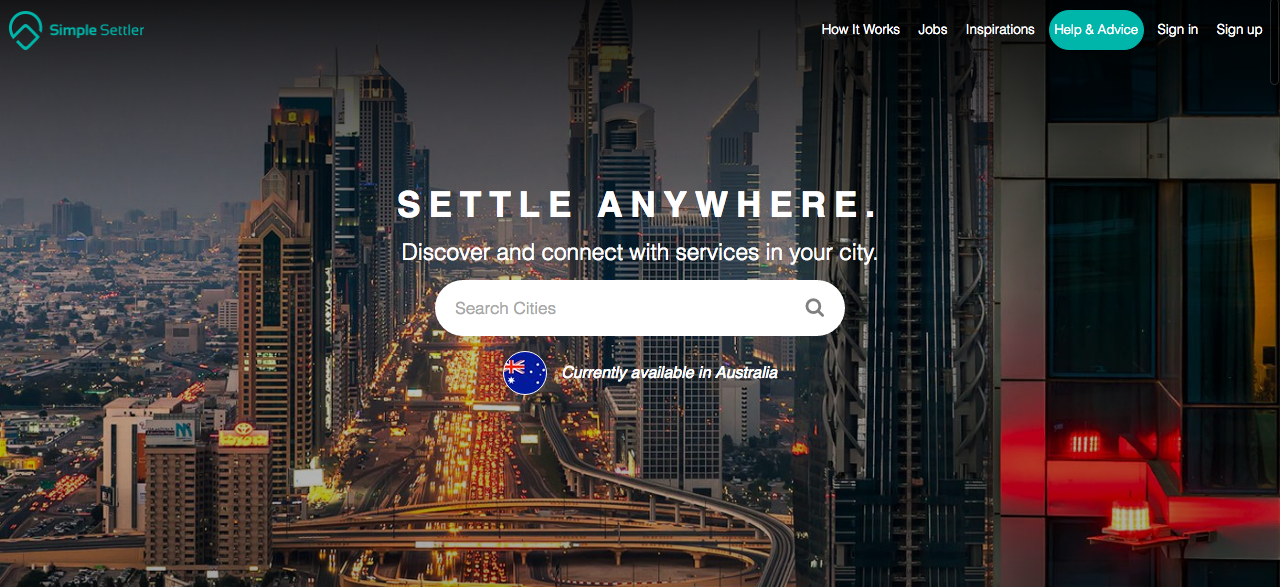 Simple Settler
How It Works
Jobs
Inspirations
Help & Advice
Sign in
Sign up
SETTLE ANYWHERE.
Discover and connect with services in your city.
Search Cities
Currently available in Australia